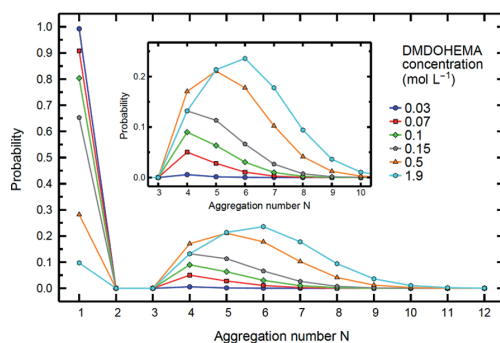 DMDOHEMA
concentration
(mol L⁻¹)
0.03
0.07
0.1
0.15
0.5
1.9
Probability
1.0
0.9
0.8
0.7
0.6
0.5
0.4
0.3
0.2
0.1
0.0
1 2 3 4 5 6 7 8 9 10 11 12
Aggregation number N
Probability
0.2
0.1
0.0
3 4 5 6 7 8 9 10
Aggregation number N